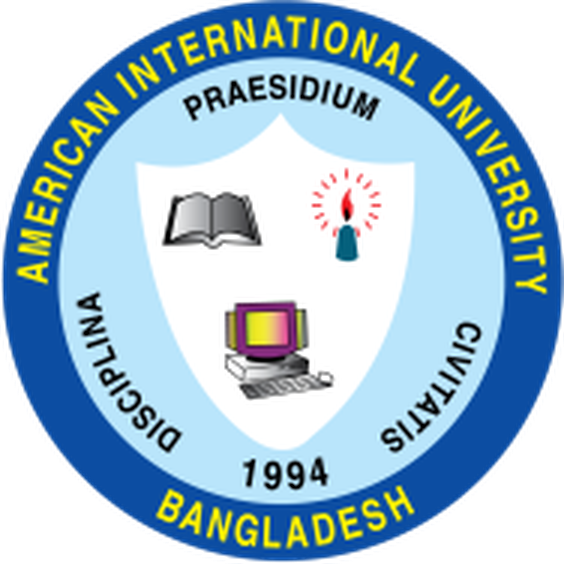 AMERICAN INTERNATIONAL UNIVERSITY
PRAESIDIUM
DISCIPLINA
CIVITATIS
1994
BANGLADESH